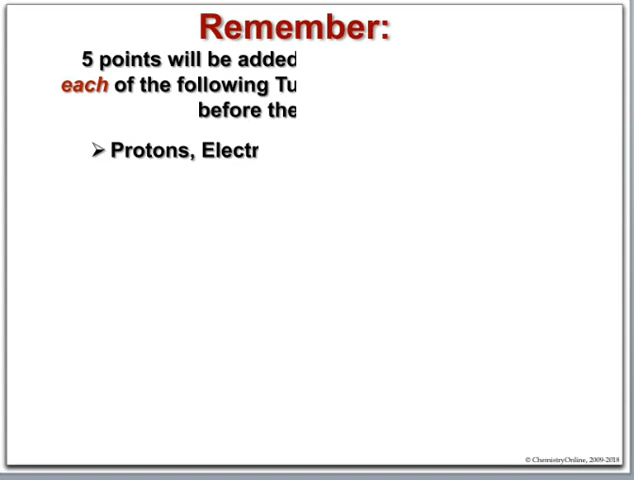 Remember:
5 points will be added
each of the following Tu
before the
➢ Protons, Electr
© ChemistryOnline, 2009-2018